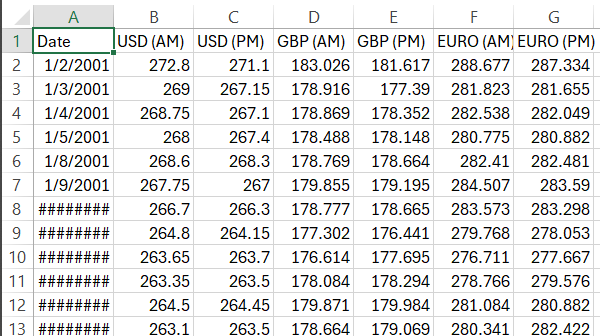 A B C D E F G
1 Date USD (AM) USD (PM) GBP (AM) GBP (PM) EURO (AM) EURO (PM)
2 1/2/2001 272.8 271.1 183.026 181.617 288.677 287.334
3 1/3/2001 269 267.15 178.916 177.39 281.823 281.655
4 1/4/2001 268.75 267.1 178.869 178.352 282.538 282.049
5 1/5/2001 268 267.4 178.488 178.148 280.775 280.882
6 1/8/2001 268.6 268.3 178.769 178.664 282.41 282.481
7 1/9/2001 267.75 267 179.855 179.195 284.507 283.59
8 ######## 266.7 266.3 178.777 178.665 283.573 283.298
9 ######## 264.8 264.15 177.302 176.441 279.768 278.053
10 ######## 263.65 263.7 176.614 177.695 276.711 277.667
11 ######## 263.35 263.5 178.084 178.294 278.766 279.576
12 ######## 264.5 264.45 179.871 179.984 281.084 280.882
13 ######## 263.1 263.5 178.664 179.069 280.341 282.422